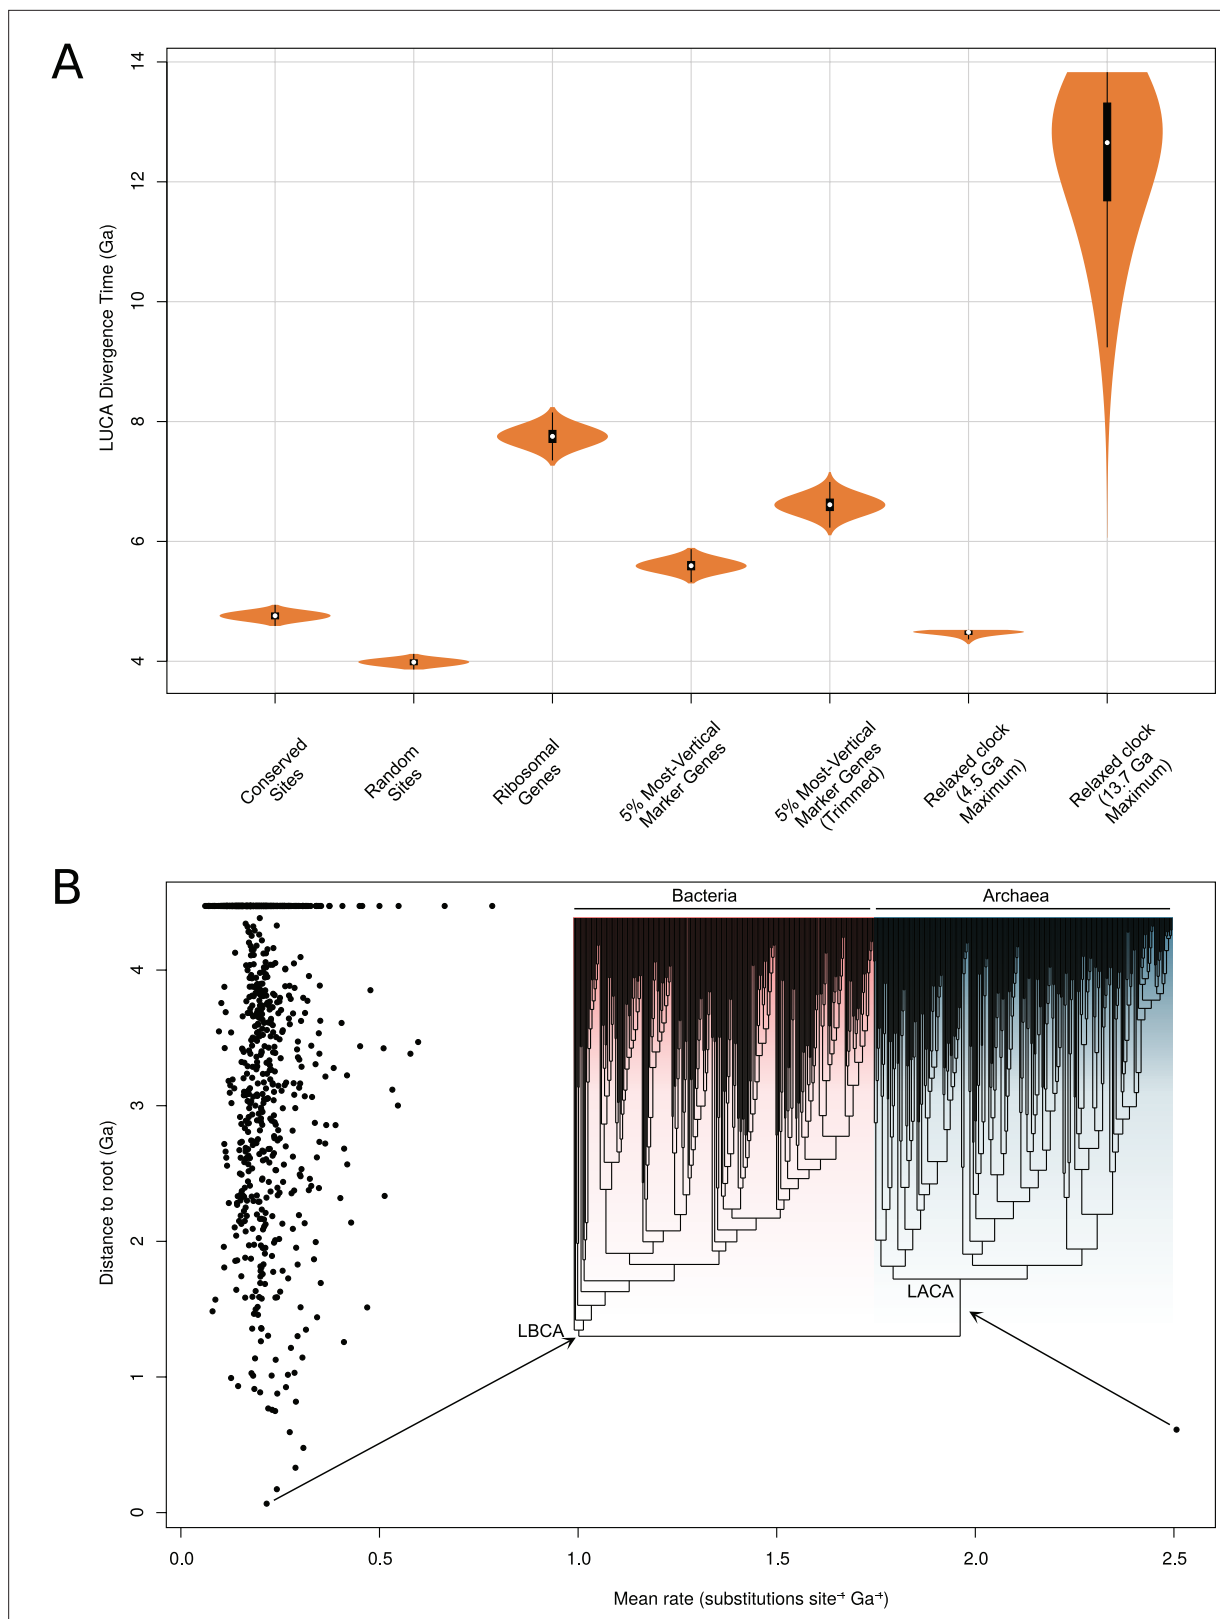 A
14
12
10
8
6
4
LUCA Divergence Time (Ga)
Conserved
Sites
Random
Sites
Ribosomal
Genes
5% Most-Vertical
Marker Genes
5% Most-Vertical
Marker Genes
(Trimmed)
Relaxed clock
(4.5 Ga
Maximum)
Relaxed clock
(13.7 Ga
Maximum)
B
Bacteria
Archaea
4
3
2
1
0
Distance to root (Ga)
LACA
LBCA
0.0
0.5
1.0
1.5
2.0
2.5
Mean rate (substitutions site⁻¹ Ga⁻¹)